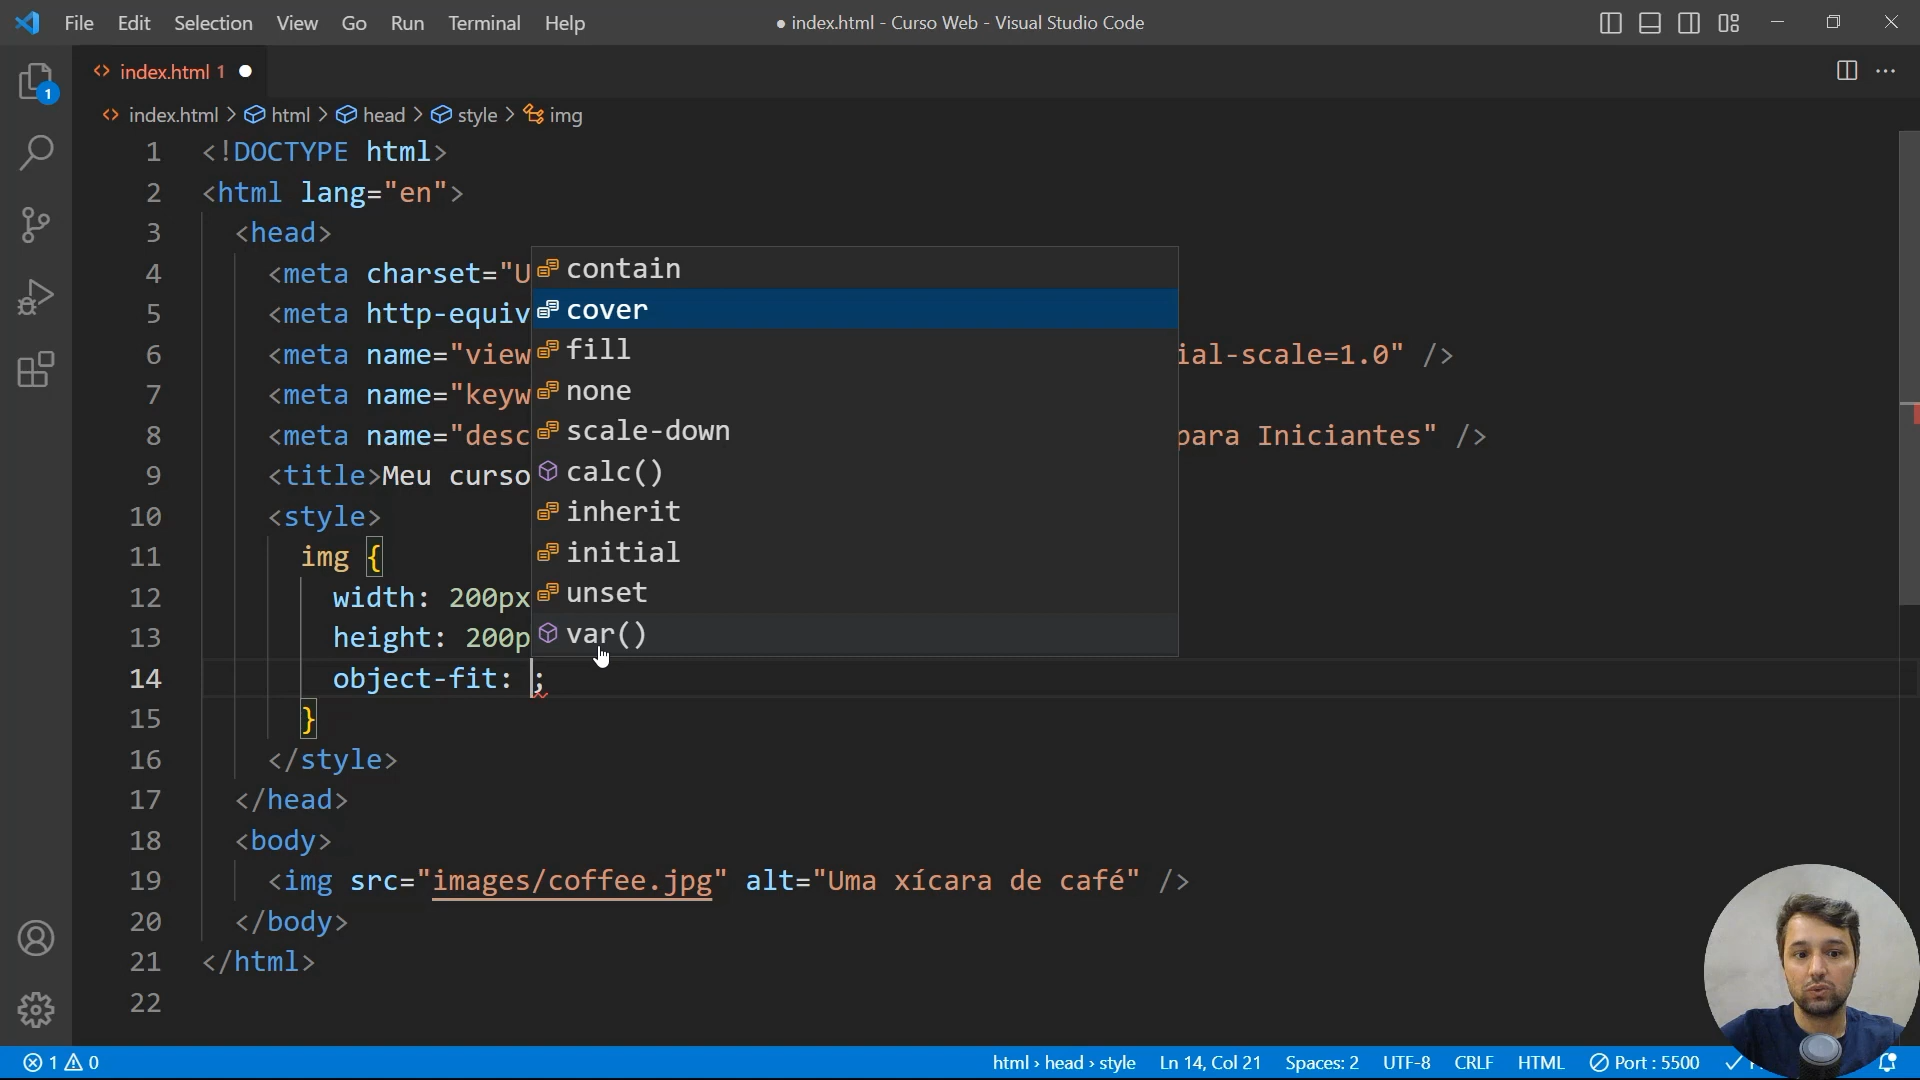 File Edit Selection View Go Run Terminal Help
● index.html - Curso Web - Visual Studio Code
index.html 1 ●
index.html > html > head > style > img
1
1 <!DOCTYPE html>
2 <html lang="en">
3 <head>
4 <meta charset="U
5 <meta http-equiv
6 <meta name="view ial-scale=1.0" />
7 <meta name="keyw
8 <meta name="desc para Iniciantes" />
9 <title>Meu curso
10 <style>
11 img {
12 width: 200px
13 height: 200p
14 object-fit: ;
15 }
16 </style>
17 </head>
18 <body>
19 <img src="images/coffee.jpg" alt="Uma xícara de café" />
20 </body>
21 </html>
22
contain
cover
fill
none
scale-down
calc()
inherit
initial
unset
var()
1 0 html > head > style Ln 14, Col 21 Spaces: 2 UTF-8 CRLF HTML Port : 5500